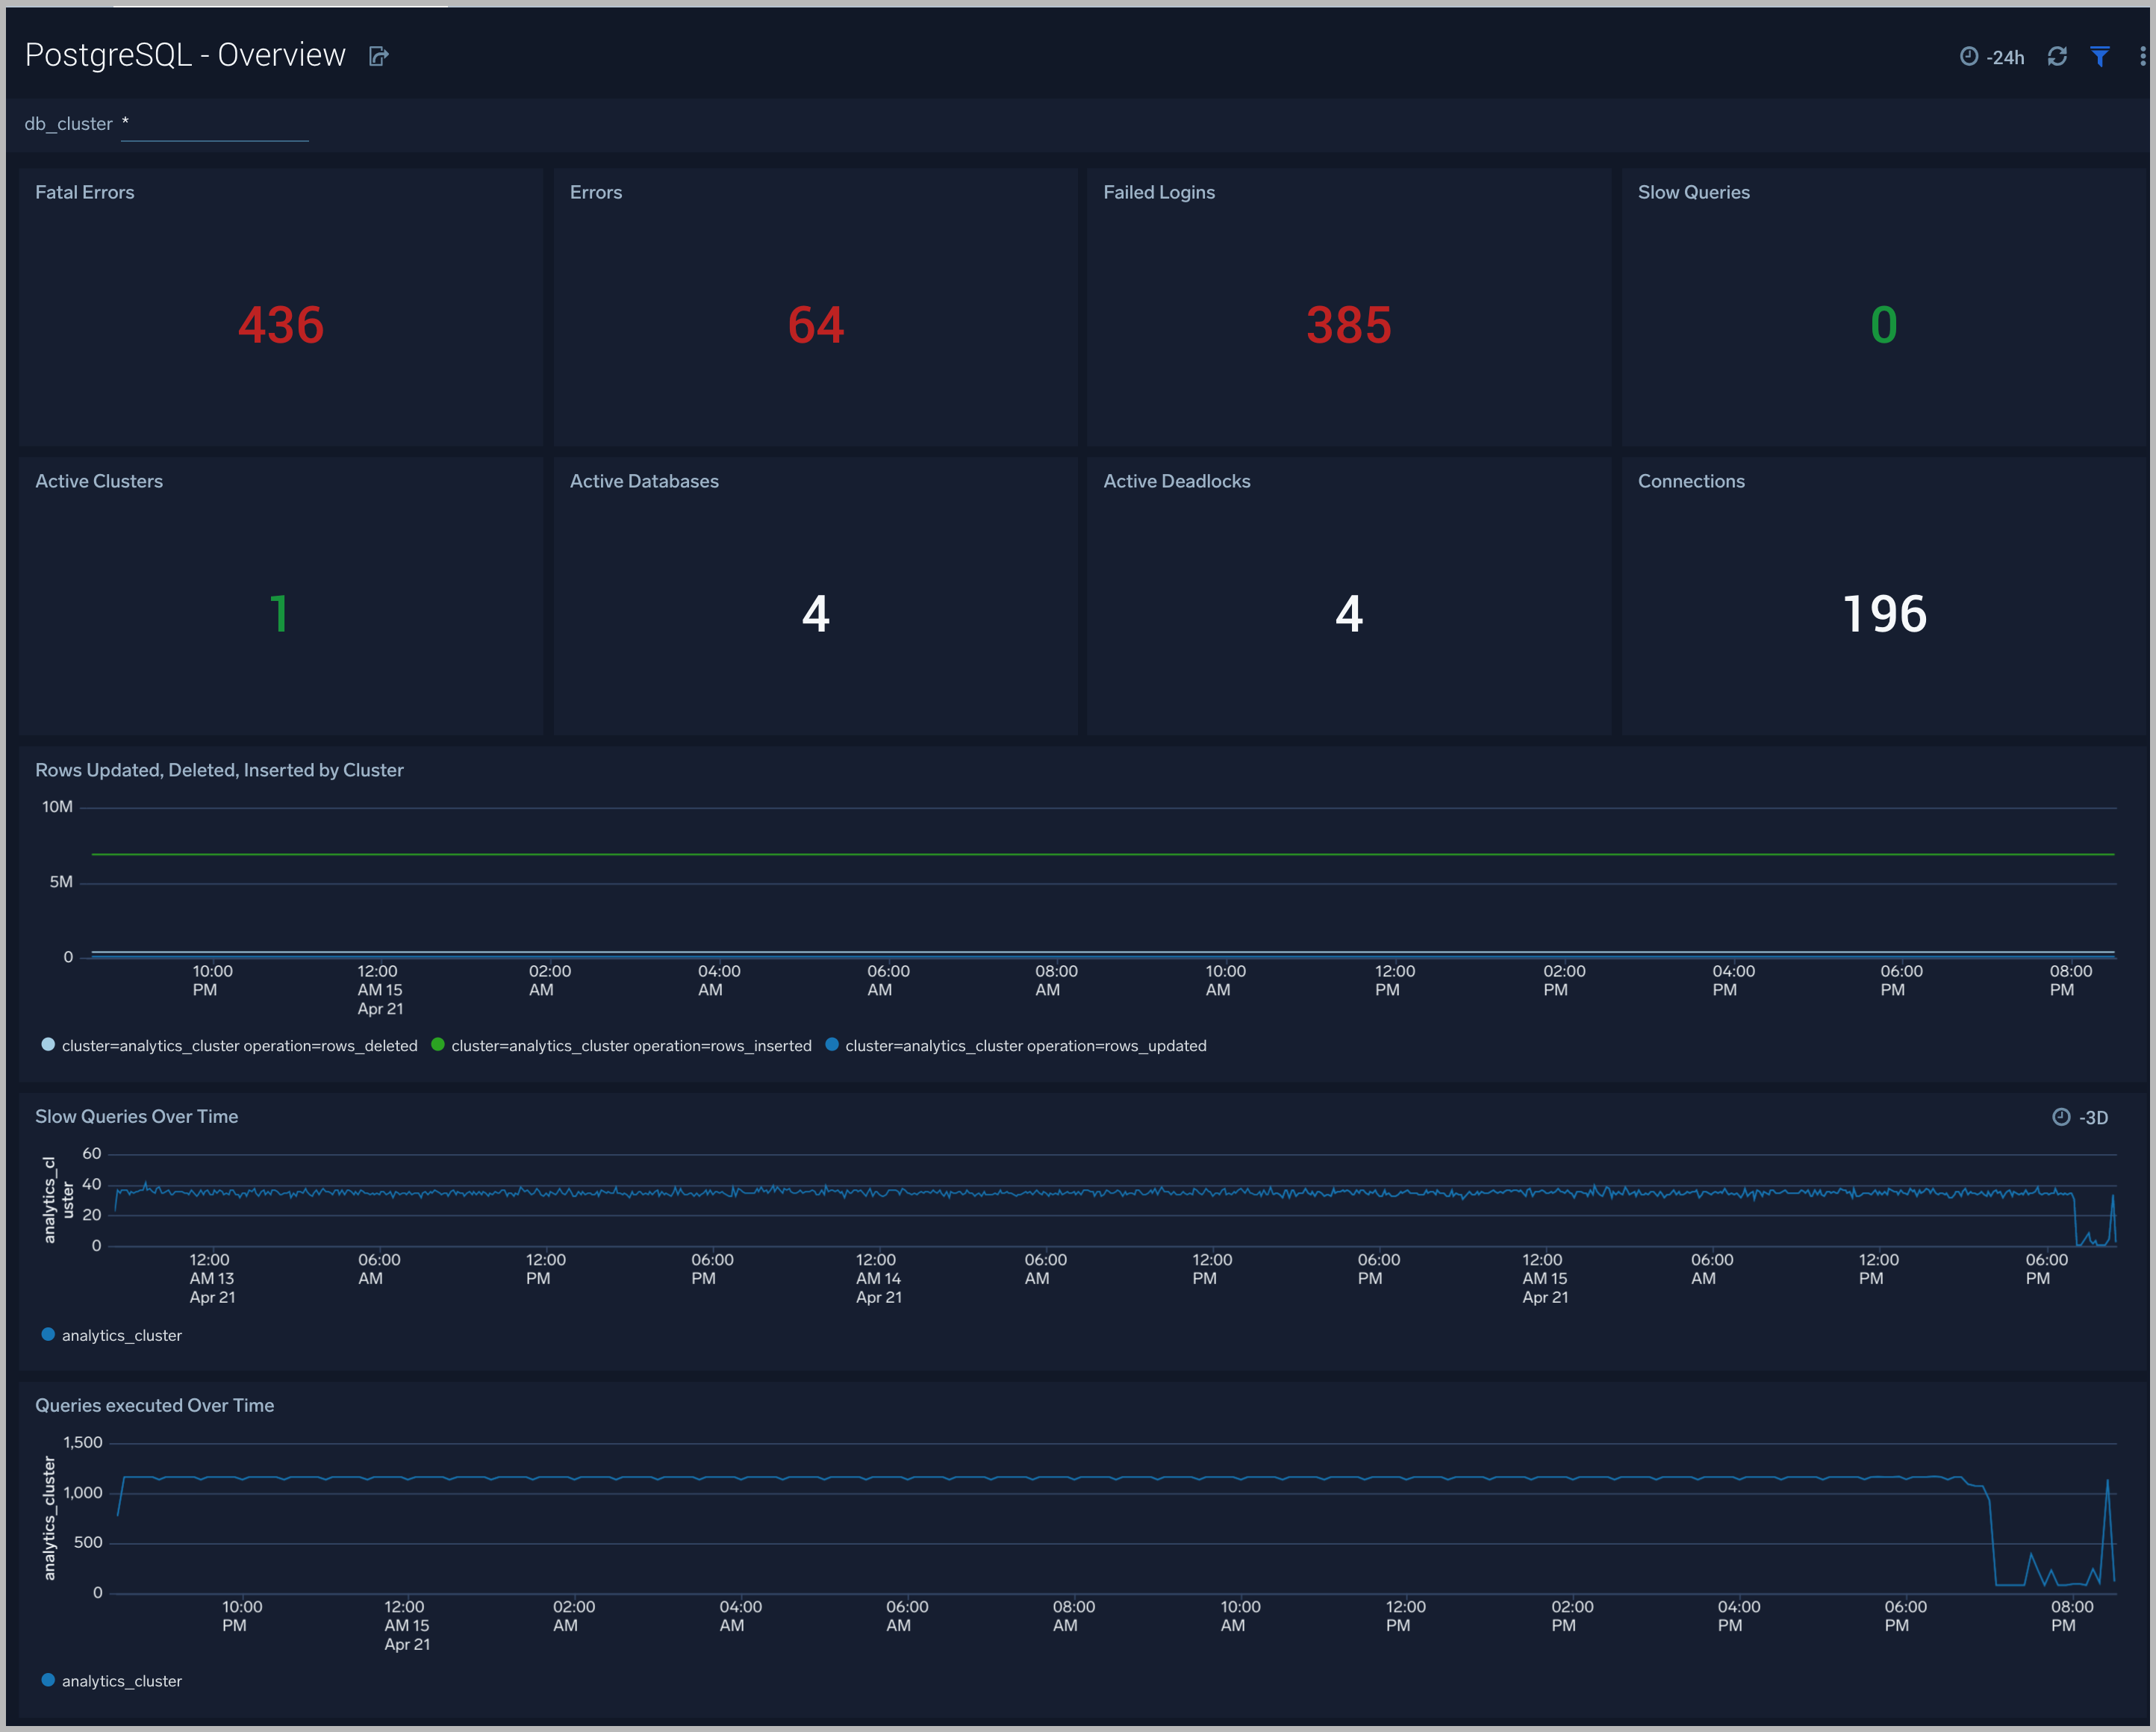 PostgreSQL - Overview
-24h
db_cluster *
Fatal Errors
Errors
Failed Logins
Slow Queries
436
64
385
0
Active Clusters
Active Databases
Active Deadlocks
Connections
1
4
4
196
Rows Updated, Deleted, Inserted by Cluster
10M
5M
0
10:00 PM
12:00 AM 15 Apr 21
02:00 AM
04:00 AM
06:00 AM
08:00 AM
10:00 AM
12:00 PM
02:00 PM
04:00 PM
06:00 PM
08:00 PM
cluster=analytics_cluster operation=rows_deleted
cluster=analytics_cluster operation=rows_inserted
cluster=analytics_cluster operation=rows_updated
Slow Queries Over Time
-3D
analytics_cl
uster
60
40
20
0
12:00 AM 13 Apr 21
06:00 AM
12:00 PM
06:00 PM
12:00 AM 14 Apr 21
06:00 AM
12:00 PM
06:00 PM
12:00 AM 15 Apr 21
06:00 AM
12:00 PM
06:00 PM
analytics_cluster
Queries executed Over Time
analytics_cluster
1,500
1,000
500
0
10:00 PM
12:00 AM 15 Apr 21
02:00 AM
04:00 AM
06:00 AM
08:00 AM
10:00 AM
12:00 PM
02:00 PM
04:00 PM
06:00 PM
08:00 PM
analytics_cluster